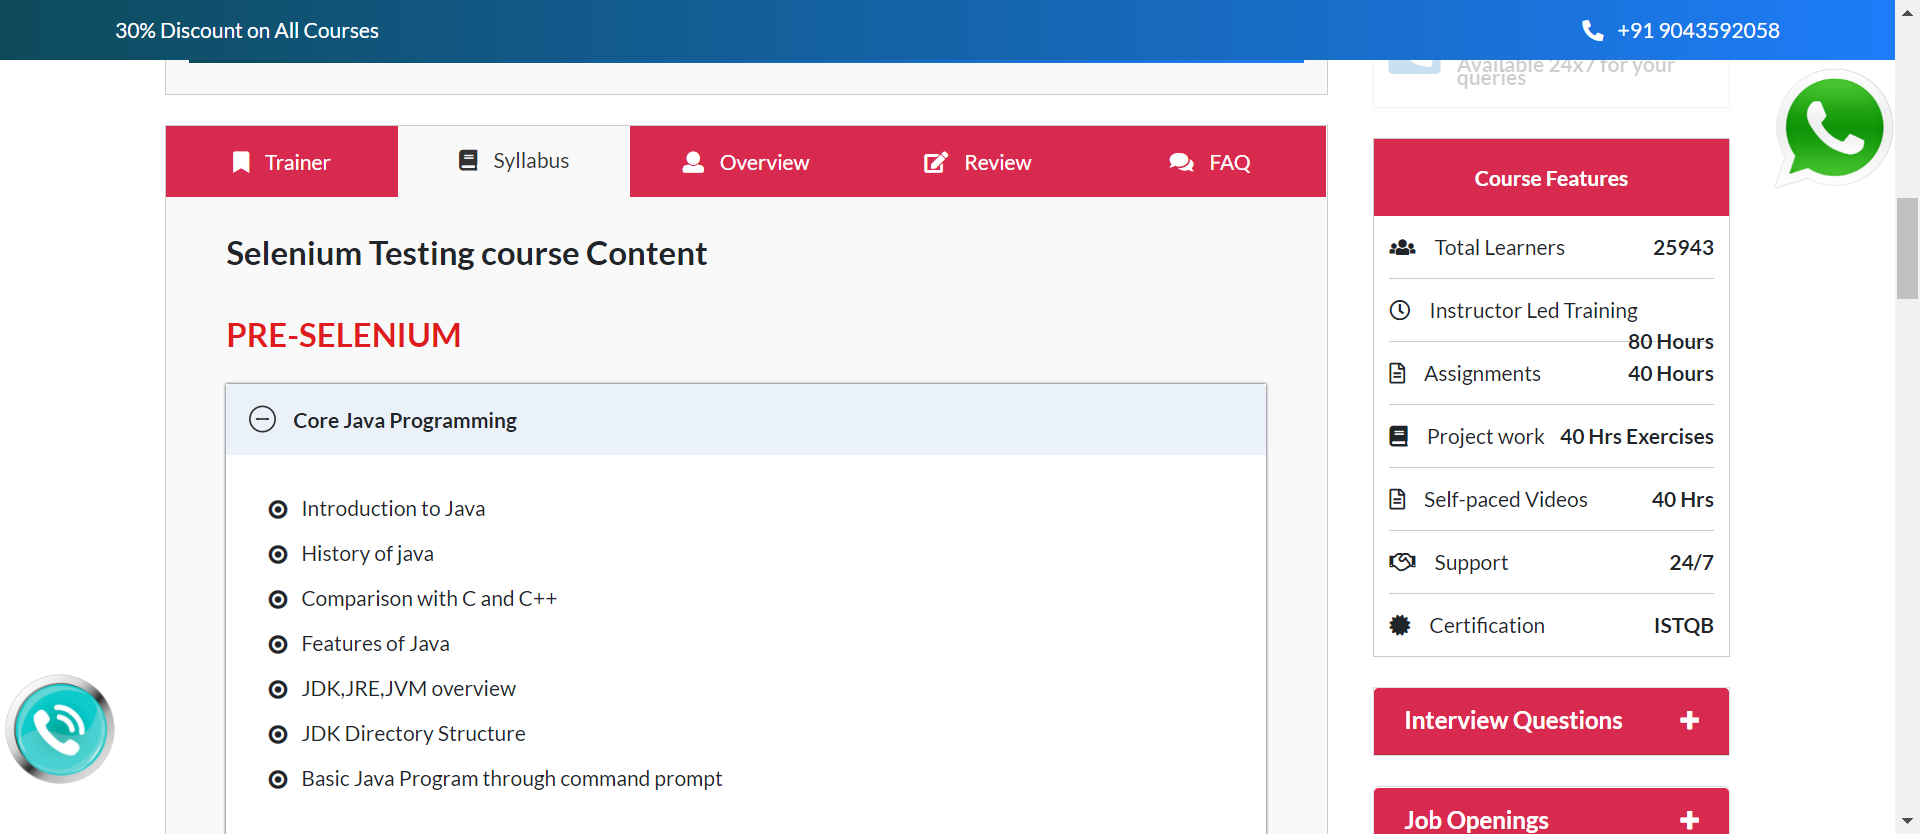 30% Discount on All Courses
+91 9043592058
Available 24x7 for your
queries
Trainer
Syllabus
Overview
Review
FAQ
Selenium Testing course Content
PRE-SELENIUM
Core Java Programming
Introduction to Java
History of java
Comparison with C and C++
Features of Java
JDK,JRE,JVM overview
JDK Directory Structure
Basic Java Program through command prompt
Course Features
Total Learners 25943
Instructor Led Training
80 Hours
Assignments 40 Hours
Project work 40 Hrs Exercises
Self-paced Videos 40 Hrs
Support 24/7
Certification ISTQB
Interview Questions
Job Openings